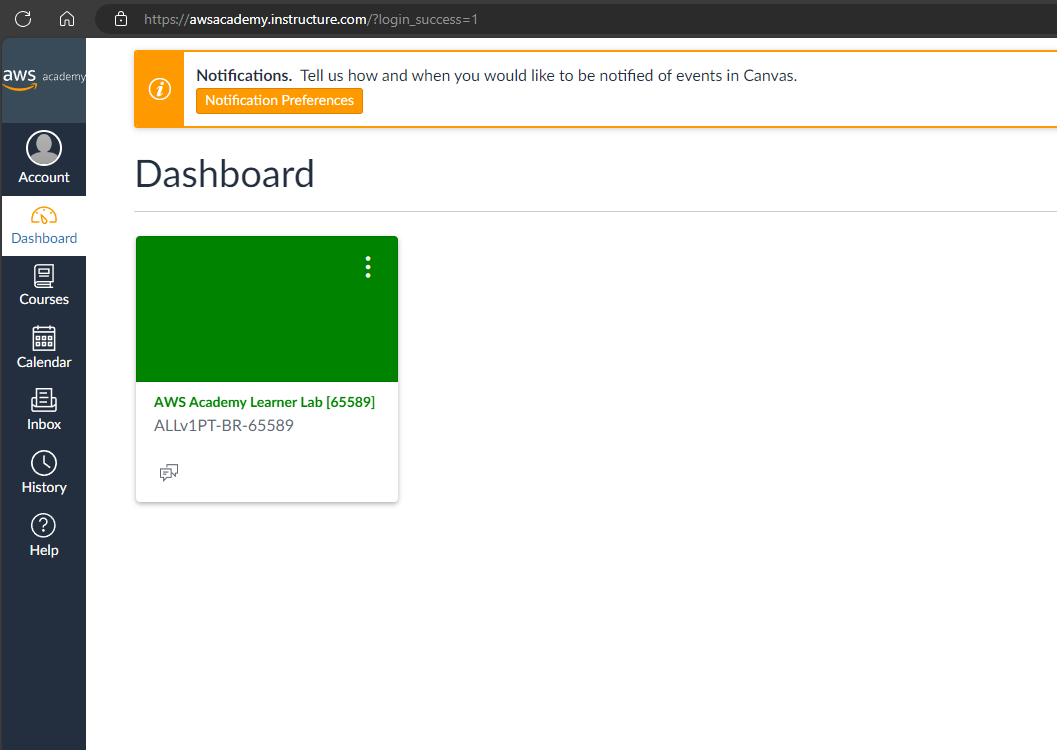 https://awsacademy.instructure.com/?login_success=1
aws academy
Notifications. Tell us how and when you would like to be notified of events in Canvas.
Notification Preferences
Account
Dashboard
Courses
Calendar
Inbox
History
Help
Dashboard
AWS Academy Learner Lab [65589]
ALLv1PT-BR-65589